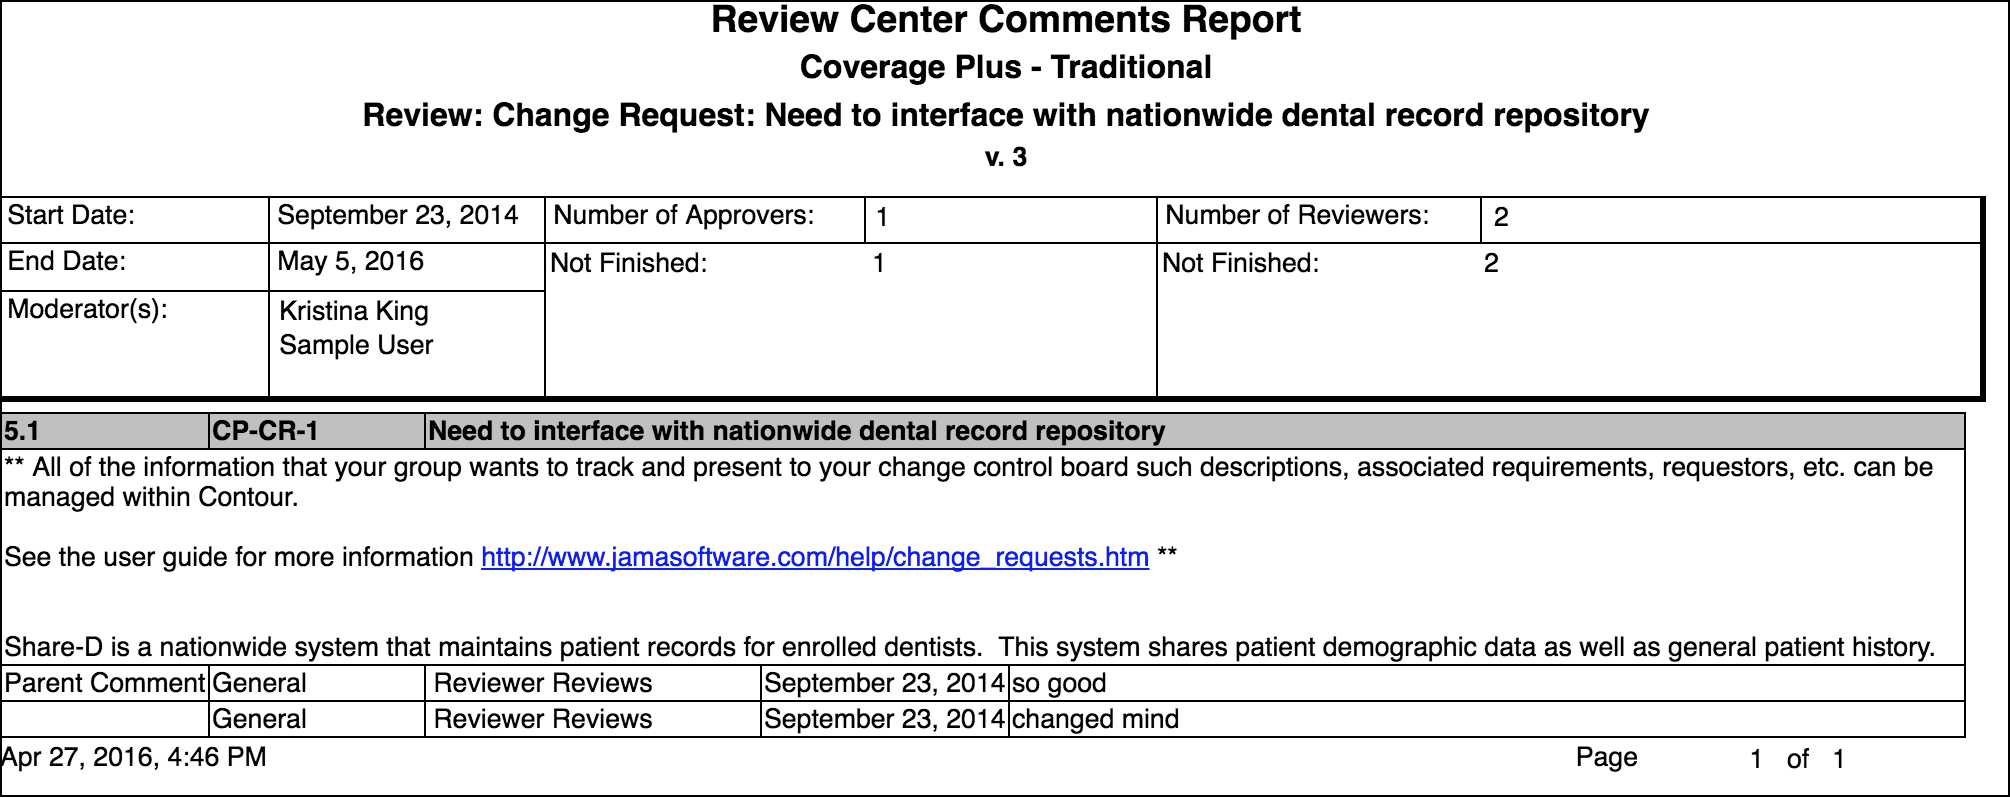 Review Center Comments Report
Coverage Plus - Traditional
Review: Change Request: Need to interface with nationwide dental record repository
v. 3
Start Date: September 23, 2014 Number of Approvers: 1 Number of Reviewers: 2
End Date: May 5, 2016 Not Finished: 1 Not Finished: 2
Moderator(s): Kristina King
Sample User
5.1 CP-CR-1 Need to interface with nationwide dental record repository
** All of the information that your group wants to track and present to your change control board such descriptions, associated requirements, requestors, etc. can be
managed within Contour.
See the user guide for more information http://www.jamasoftware.com/help/change_requests.htm **
Share-D is a nationwide system that maintains patient records for enrolled dentists.  This system shares patient demographic data as well as general patient history.
Parent Comment General Reviewer Reviews September 23, 2014 so good
General Reviewer Reviews September 23, 2014 changed mind
Apr 27, 2016, 4:46 PM Page 1 of 1